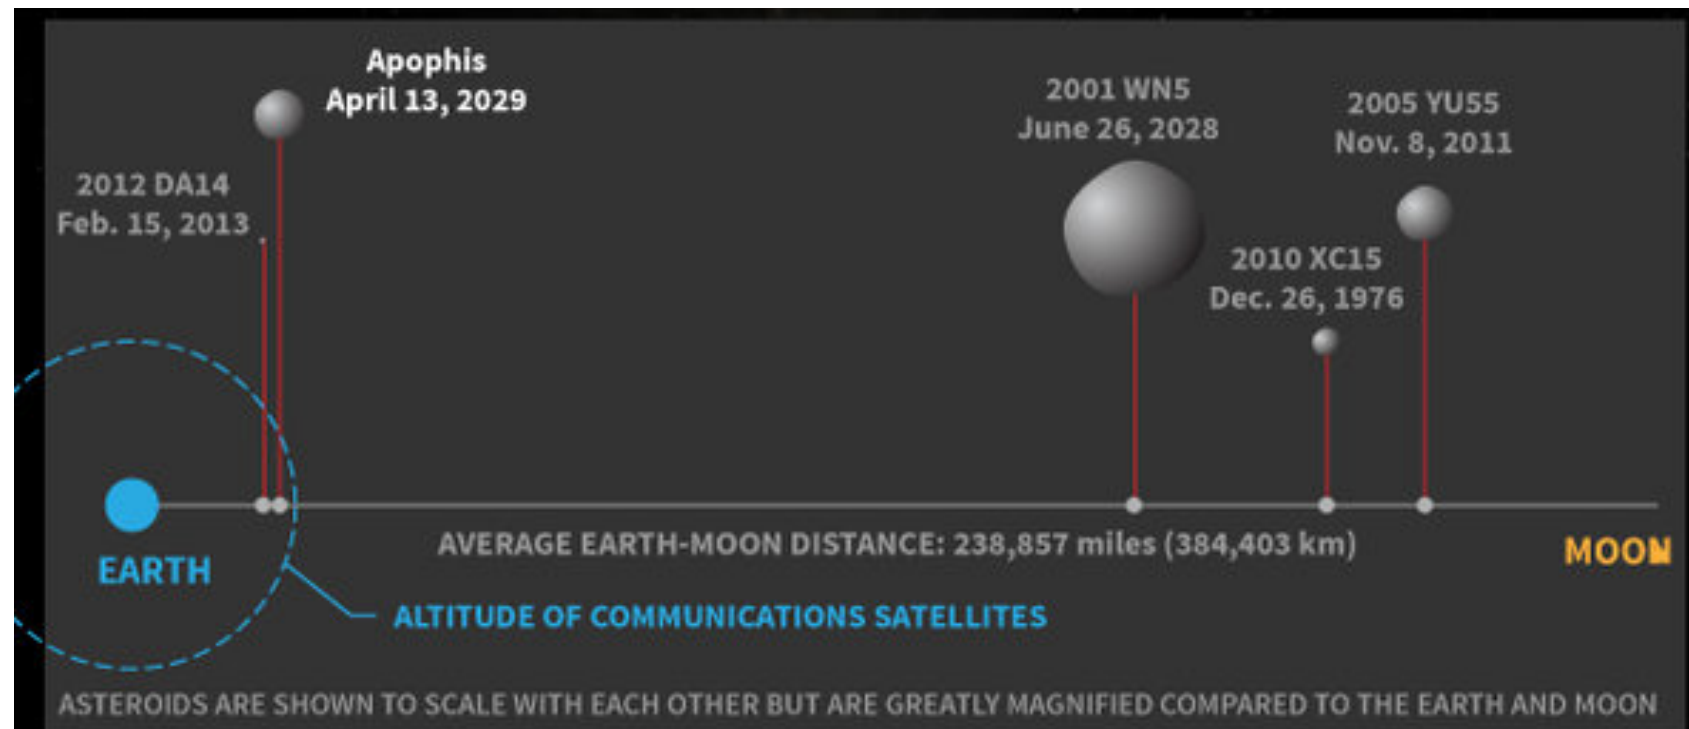 Apophis
April 13, 2029
2012 DA14
Feb. 15, 2013
2001 WN5
June 26, 2028
2005 YU55
Nov. 8, 2011
2010 XC15
Dec. 26, 1976
EARTH
AVERAGE EARTH-MOON DISTANCE: 238,857 miles (384,403 km)
MOON
ALTITUDE OF COMMUNICATIONS SATELLITES
ASTEROIDS ARE SHOWN TO SCALE WITH EACH OTHER BUT ARE GREATLY MAGNIFIED COMPARED TO THE EARTH AND MOON